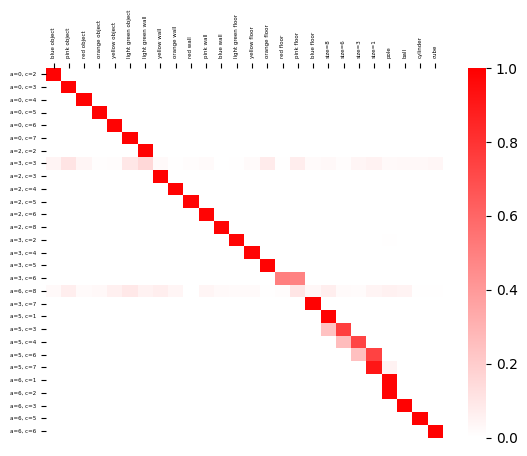 blue object
pink object
red object
orange object
yellow object
light green object
light green wall
yellow wall
orange wall
red wall
pink wall
blue wall
light green floor
yellow floor
orange floor
red floor
pink floor
blue floor
size=8
size=6
size=3
size=1
pole
ball
cylinder
cube
a=0, c=2
a=0, c=3
a=0, c=4
a=0, c=5
a=0, c=6
a=0, c=7
a=2, c=2
a=3, c=3
a=2, c=3
a=2, c=4
a=2, c=5
a=2, c=6
a=2, c=8
a=3, c=2
a=3, c=4
a=3, c=5
a=3, c=6
a=6, c=8
a=3, c=7
a=5, c=1
a=5, c=3
a=5, c=4
a=5, c=6
a=5, c=7
a=6, c=1
a=6, c=2
a=6, c=3
a=6, c=5
a=6, c=6
1.0
0.8
0.6
0.4
0.2
0.0